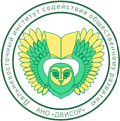 Дальневосточный институт содействия общественному развитию
АНО «ДВИСОР»